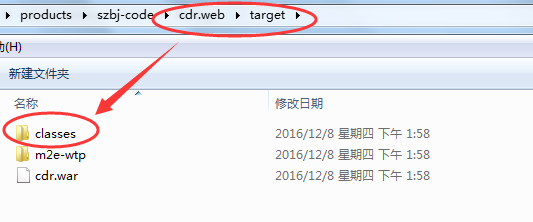 products szbj-code cdr.web target
助(H)
新建文件夹
名称 修改日期
classes 2016/12/8 星期四 下午 1:58
m2e-wtp 2016/12/8 星期四 下午 1:58
cdr.war 2016/12/8 星期四 下午 1:58